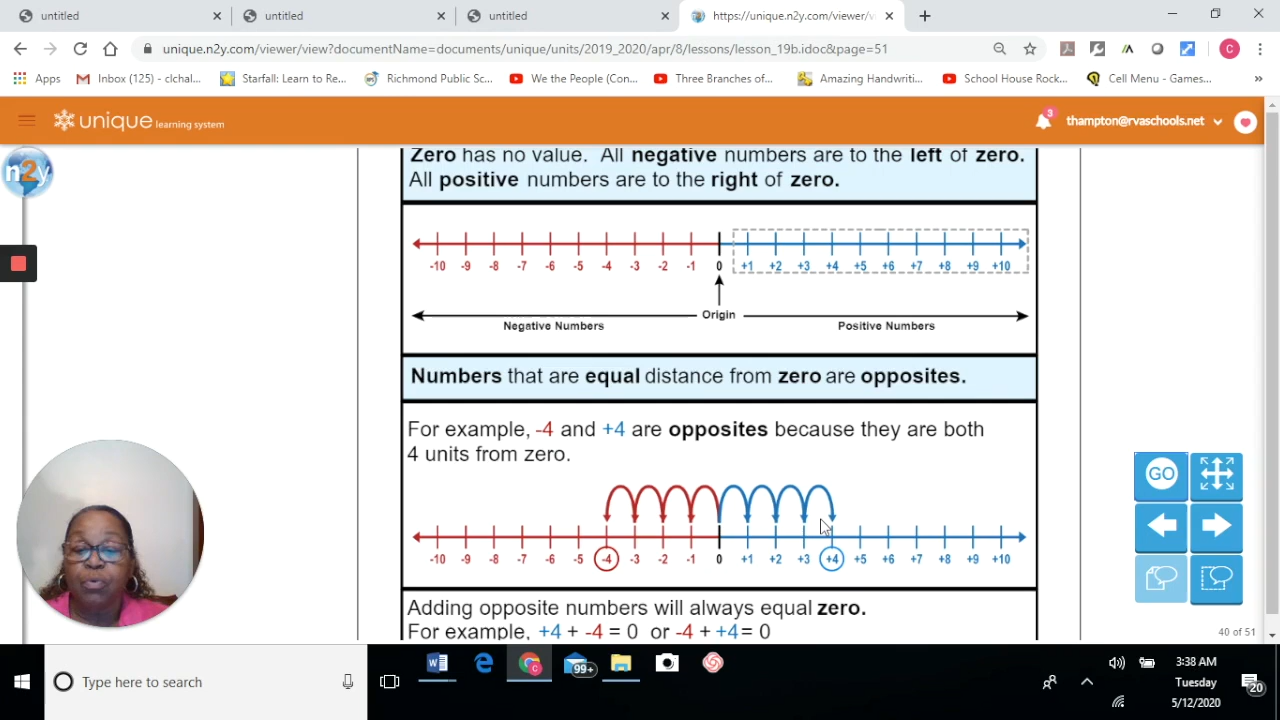 untitled
untitled
untitled
https://unique.n2y.com/viewer/v
unique.n2y.com/viewer/view?documentName=documents/unique/units/2019_2020/apr/8/lessons/lesson_19b.idoc&page=51
C
Apps
Inbox (125) - clchal...
Starfall: Learn to Re...
Richmond Public Sc...
We the People (Con...
Three Branches of...
Amazing Handwriti...
School House Rock...
Cell Menu - Games...
»
unique learning system
3
thampton@rvaschools.net
n2y
Zero has no value. All negative numbers are to the left of zero.
All positive numbers are to the right of zero.
-10 -9 -8 -7 -6 -5 -4 -3 -2 -1 0 +1 +2 +3 +4 +5 +6 +7 +8 +9 +10
Origin
Negative Numbers
Positive Numbers
Numbers that are equal distance from zero are opposites.
For example, -4 and +4 are opposites because they are both
4 units from zero.
-10 -9 -8 -7 -6 -5 -4 -3 -2 -1 0 +1 +2 +3 +4 +5 +6 +7 +8 +9 +10
Adding opposite numbers will always equal zero.
For example, +4 + -4 = 0 or -4 + +4 = 0
GO
40 of 51
Type here to search
99+
3:38 AM
Tuesday
5/12/2020
20